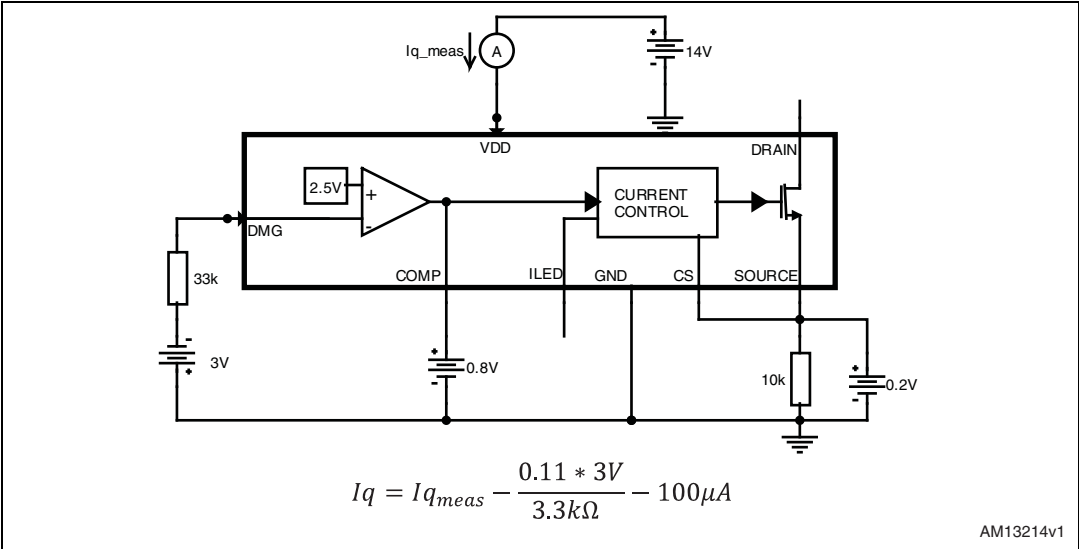 Iq_meas
A
+
-
14V
VDD
DRAIN
2.5V
+
-
CURRENT
CONTROL
DMG
33k
COMP
ILED
GND
CS
SOURCE
-
+
3V
+
-
0.8V
10k
+
-
0.2V
Iq = Iqmeas − 0.11 * 3V / 3.3kΩ − 100μA
AM13214v1